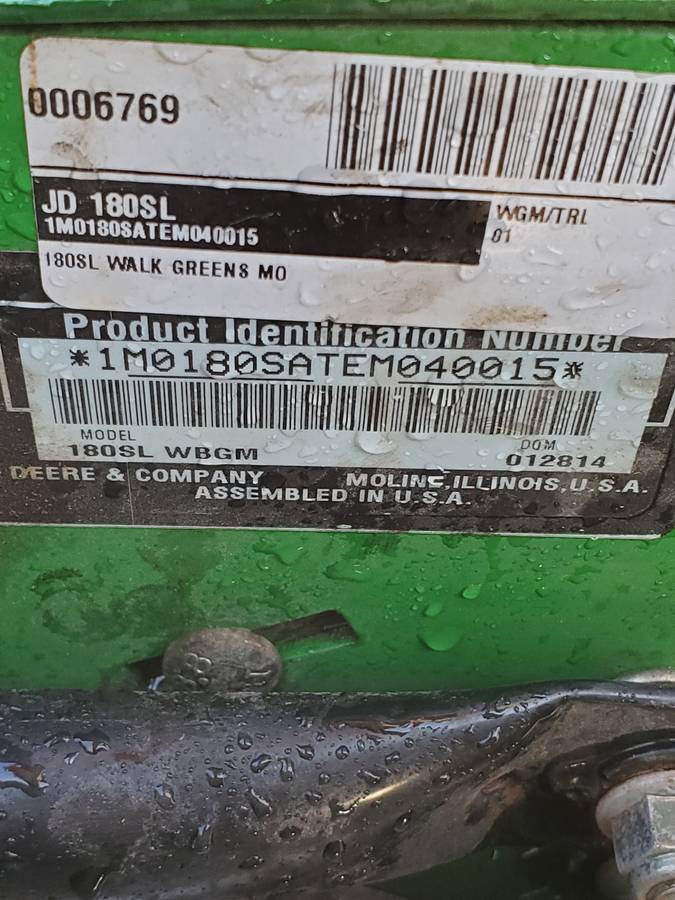 0006769
JD 180SL
1M0180SATEM040015
WGM/TRL
01
180SL WALK GREENS MO
Product Identification Number
*1M0180SATEM040015*
MODEL
180SL WBGM
DOM
012814
DEERE & COMPANY MOLINE, ILLINOIS, U.S.A.
ASSEMBLED IN U.S.A.